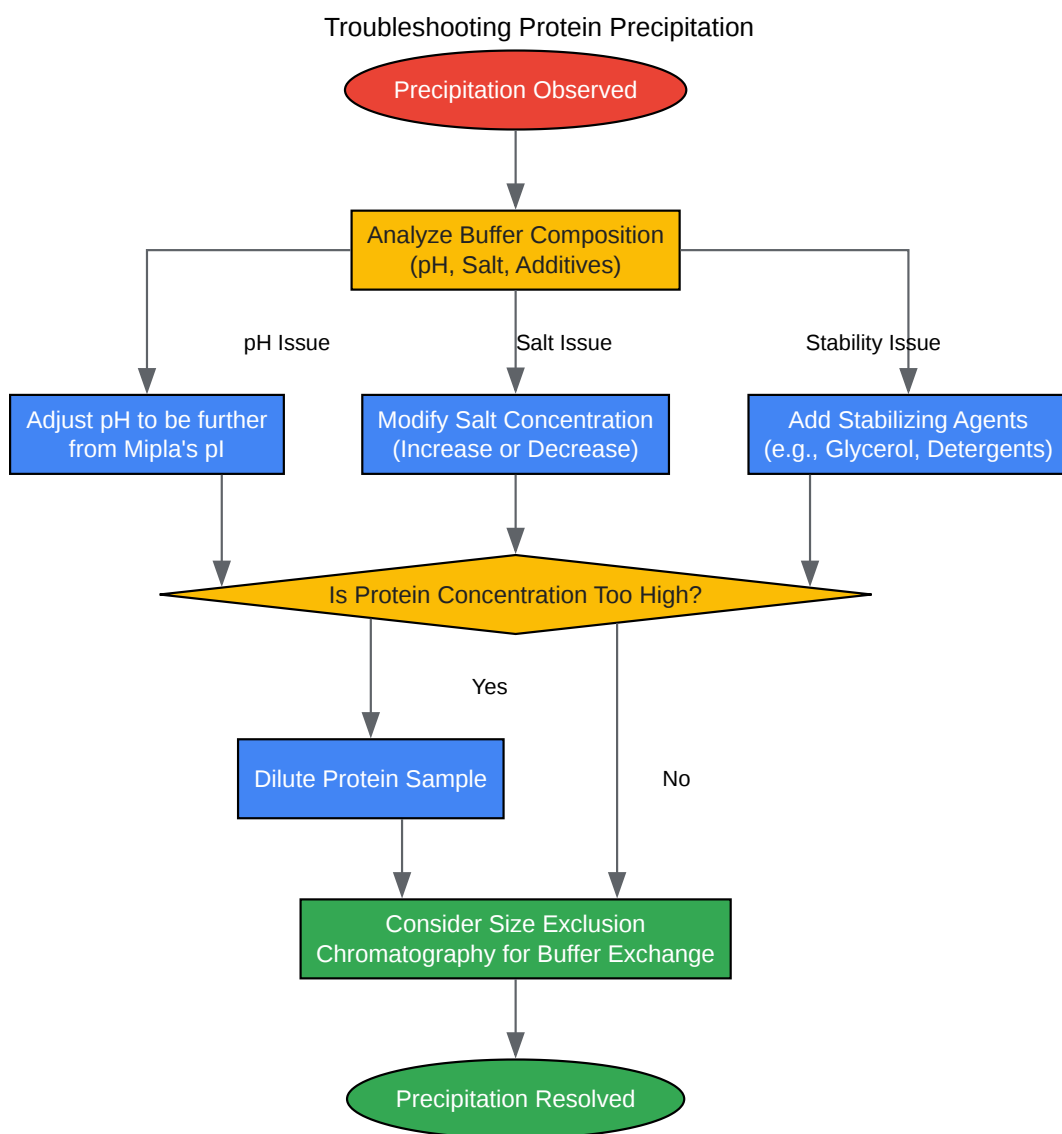 Troubleshooting Protein Precipitation
Precipitation Observed
Analyze Buffer Composition
(pH, Salt, Additives)
pH Issue
Salt Issue
Stability Issue
Adjust pH to be further
from Mipla's pI
Modify Salt Concentration
(Increase or Decrease)
Add Stabilizing Agents
(e.g., Glycerol, Detergents)
Is Protein Concentration Too High?
Yes
Dilute Protein Sample
No
Consider Size Exclusion
Chromatography for Buffer Exchange
Precipitation Resolved